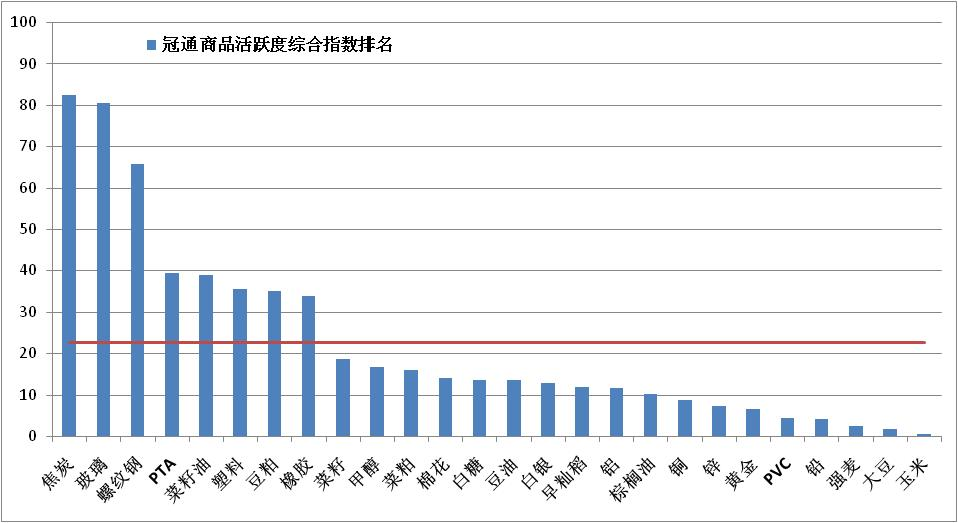 冠通商品活跃度综合指数排名
100
90
80
70
60
50
40
30
20
10
0
焦炭
玻璃
螺纹钢
PTA
菜籽油
塑料
豆粕
橡胶
菜籽
甲醇
菜粕
棉花
白糖
豆油
白银
早籼稻
铝
棕榈油
铜
锌
黄金
PVC
铅
强麦
大豆
玉米